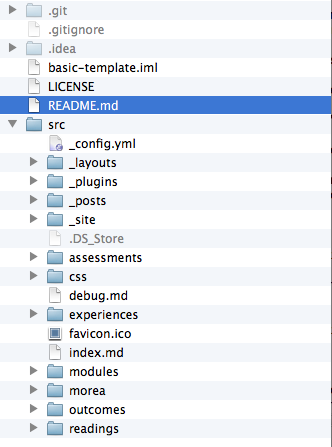 .git
.gitignore
.idea
basic-template.iml
LICENSE
README.md
src
_config.yml
_layouts
_plugins
_posts
_site
.DS_Store
assessments
css
debug.md
experiences
favicon.ico
index.md
modules
morea
outcomes
readings